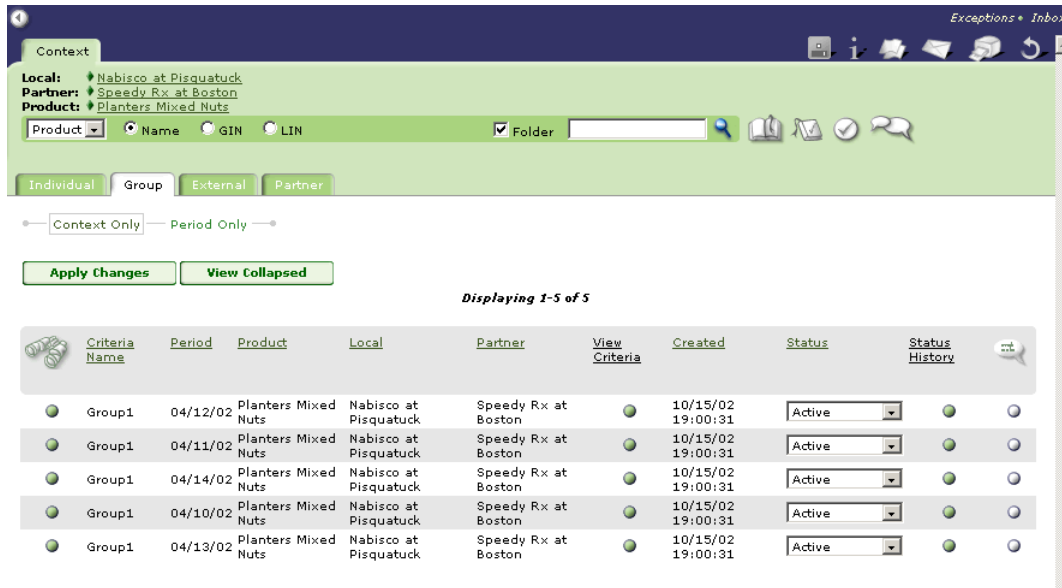 Exceptions • Inbox
Context
Local: Nabisco at Pisquatuck
Partner: Speedy Rx at Boston
Product: Planters Mixed Nuts
Product Name GIN LIN Folder
Individual Group External Partner
Context Only Period Only
Apply Changes View Collapsed
Displaying 1-5 of 5
Criteria Name Period Product Local Partner View Criteria Created Status Status History
Group1 04/12/02 Planters Mixed Nuts Nabisco at Pisquatuck Speedy Rx at Boston 10/15/02 19:00:31 Active
Group1 04/11/02 Planters Mixed Nuts Nabisco at Pisquatuck Speedy Rx at Boston 10/15/02 19:00:31 Active
Group1 04/14/02 Planters Mixed Nuts Nabisco at Pisquatuck Speedy Rx at Boston 10/15/02 19:00:31 Active
Group1 04/10/02 Planters Mixed Nuts Nabisco at Pisquatuck Speedy Rx at Boston 10/15/02 19:00:31 Active
Group1 04/13/02 Planters Mixed Nuts Nabisco at Pisquatuck Speedy Rx at Boston 10/15/02 19:00:31 Active